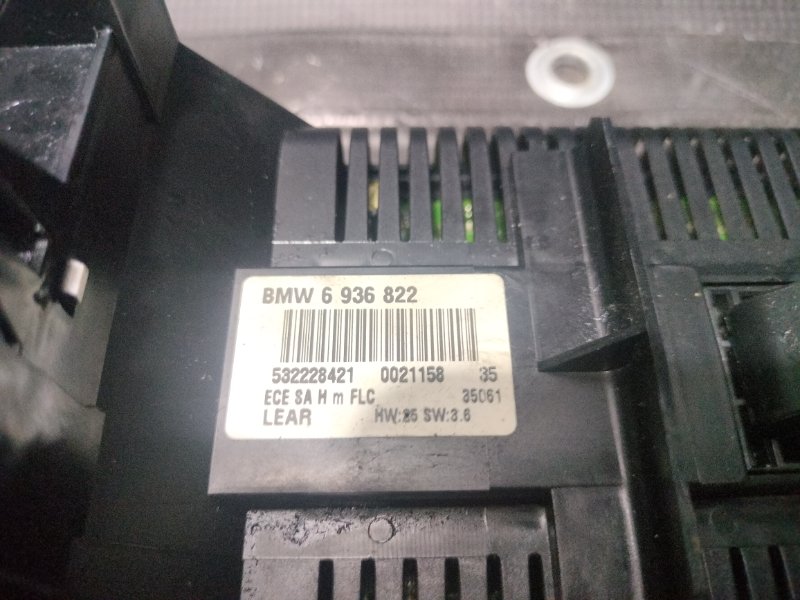 BMW 6 936 822
532228421 0021158 35
ECE SA H m FLC 35061
LEAR HW:25 SW:3.6